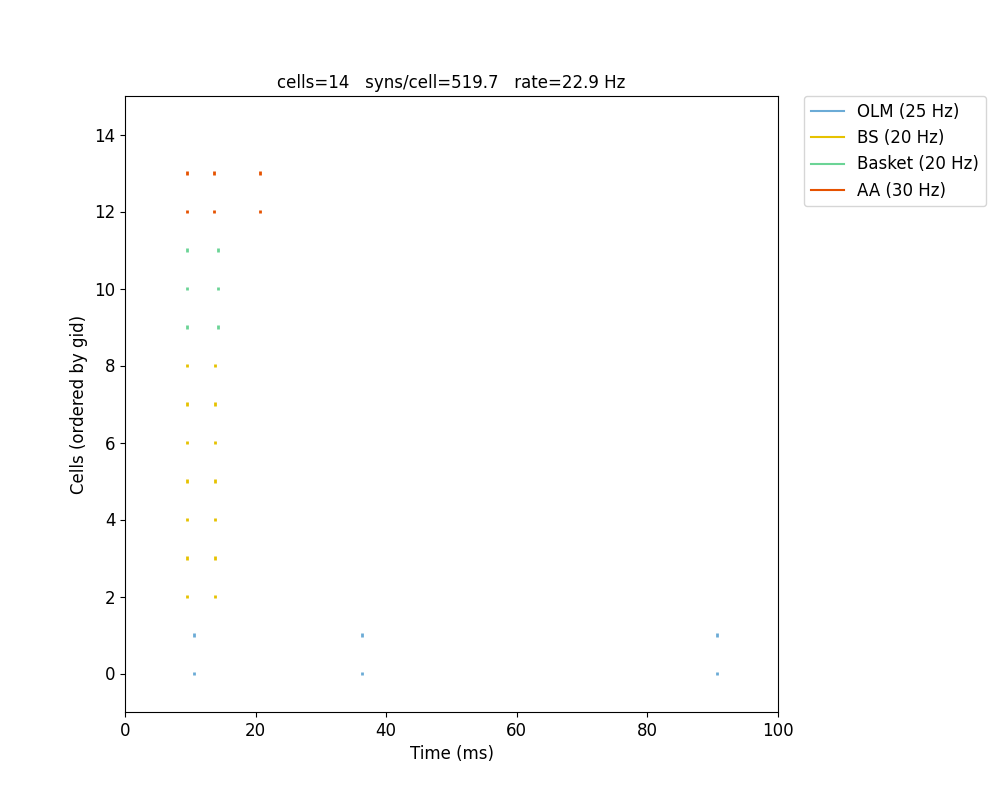 cells=14   syns/cell=519.7   rate=22.9 Hz
OLM (25 Hz)
BS (20 Hz)
Basket (20 Hz)
AA (30 Hz)
14
12
10
8
6
4
2
0
Cells (ordered by gid)
0 20 40 60 80 100
Time (ms)